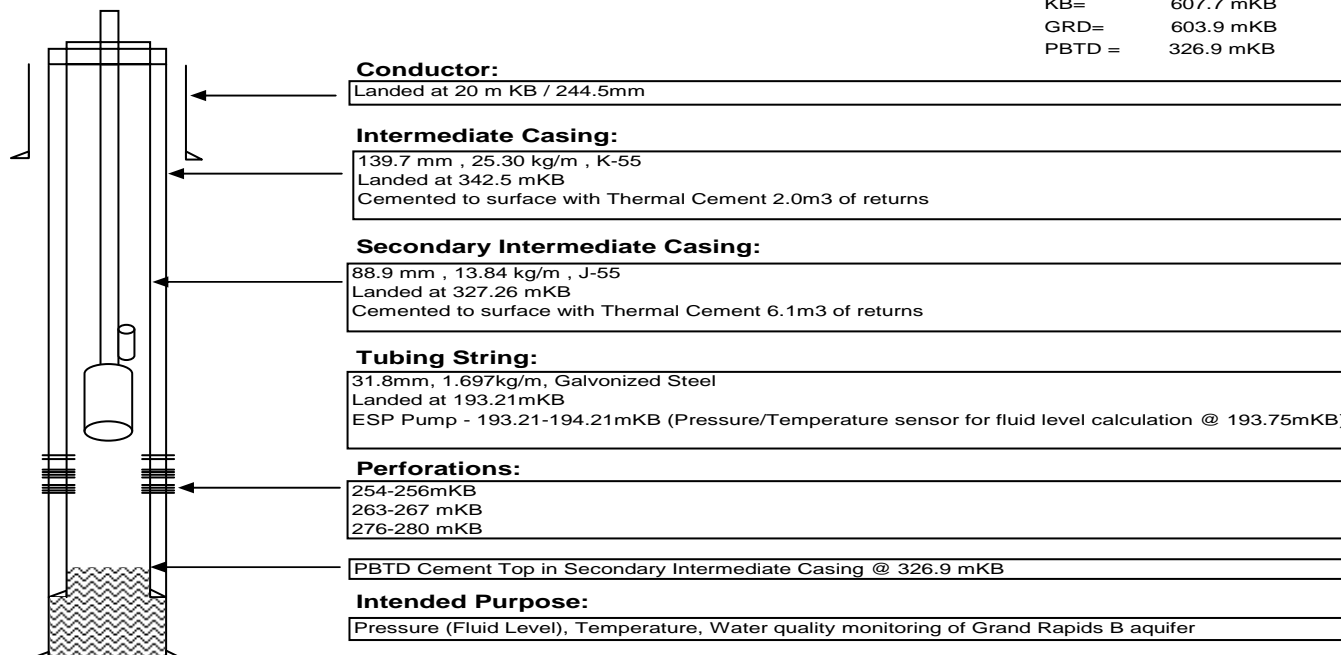 KB= 607.7 mKB
GRD= 603.9 mKB
PBTD = 326.9 mKB
Conductor:
Landed at 20 m KB / 244.5mm
Intermediate Casing:
139.7 mm , 25.30 kg/m , K-55
Landed at 342.5 mKB
Cemented to surface with Thermal Cement 2.0m3 of returns
Secondary Intermediate Casing:
88.9 mm , 13.84 kg/m , J-55
Landed at 327.26 mKB
Cemented to surface with Thermal Cement 6.1m3 of returns
Tubing String:
31.8mm, 1.697kg/m, Galvonized Steel
Landed at 193.21mKB
ESP Pump - 193.21-194.21mKB (Pressure/Temperature sensor for fluid level calculation @ 193.75mKB)
Perforations:
254-256mKB
263-267 mKB
276-280 mKB
PBTD Cement Top in Secondary Intermediate Casing @ 326.9 mKB
Intended Purpose:
Pressure (Fluid Level), Temperature, Water quality monitoring of Grand Rapids B aquifer